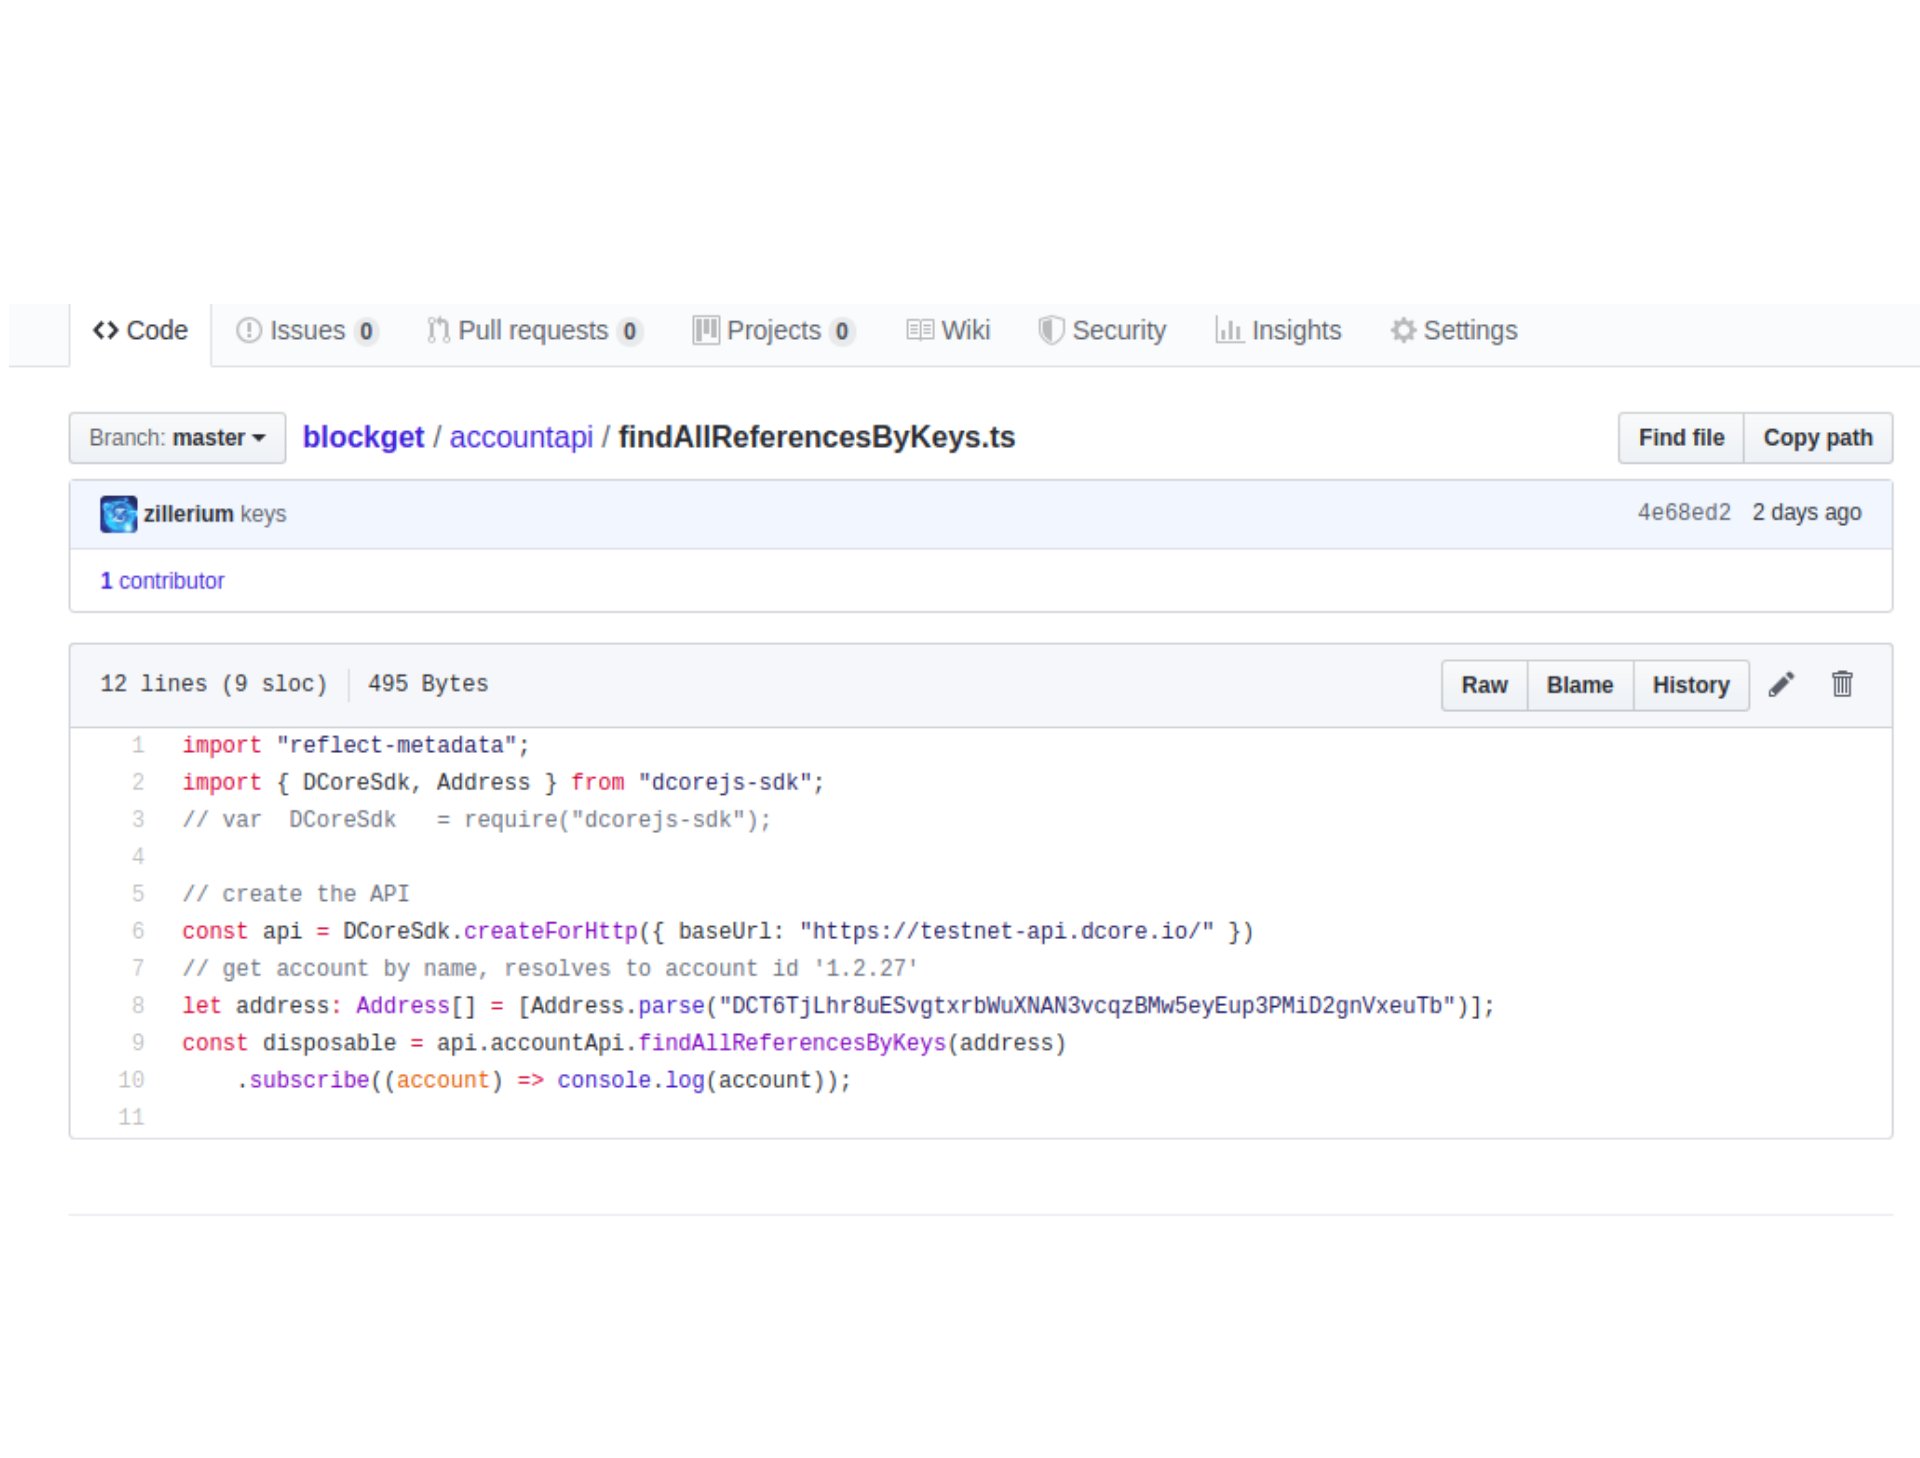 <> Code Issues 0 Pull requests 0 Projects 0 Wiki Security Insights Settings
Branch: master blockget / accountapi / findAllReferencesByKeys.ts Find file Copy path
zillerium keys 4e68ed2 2 days ago
1 contributor
12 lines (9 sloc) 495 Bytes Raw Blame History
1 import "reflect-metadata";
2 import { DCoreSdk, Address } from "dcorejs-sdk";
3 // var  DCoreSdk   = require("dcorejs-sdk");
4
5 // create the API
6 const api = DCoreSdk.createForHttp({ baseUrl: "https://testnet-api.dcore.io/" })
7 // get account by name, resolves to account id '1.2.27'
8 let address: Address[] = [Address.parse("DCT6TjLhr8uESvgtxrbWuXNAN3vcqzBMw5eyEup3PMiD2gnVxeuTb")];
9 const disposable = api.accountApi.findAllReferencesByKeys(address)
10     .subscribe((account) => console.log(account));
11